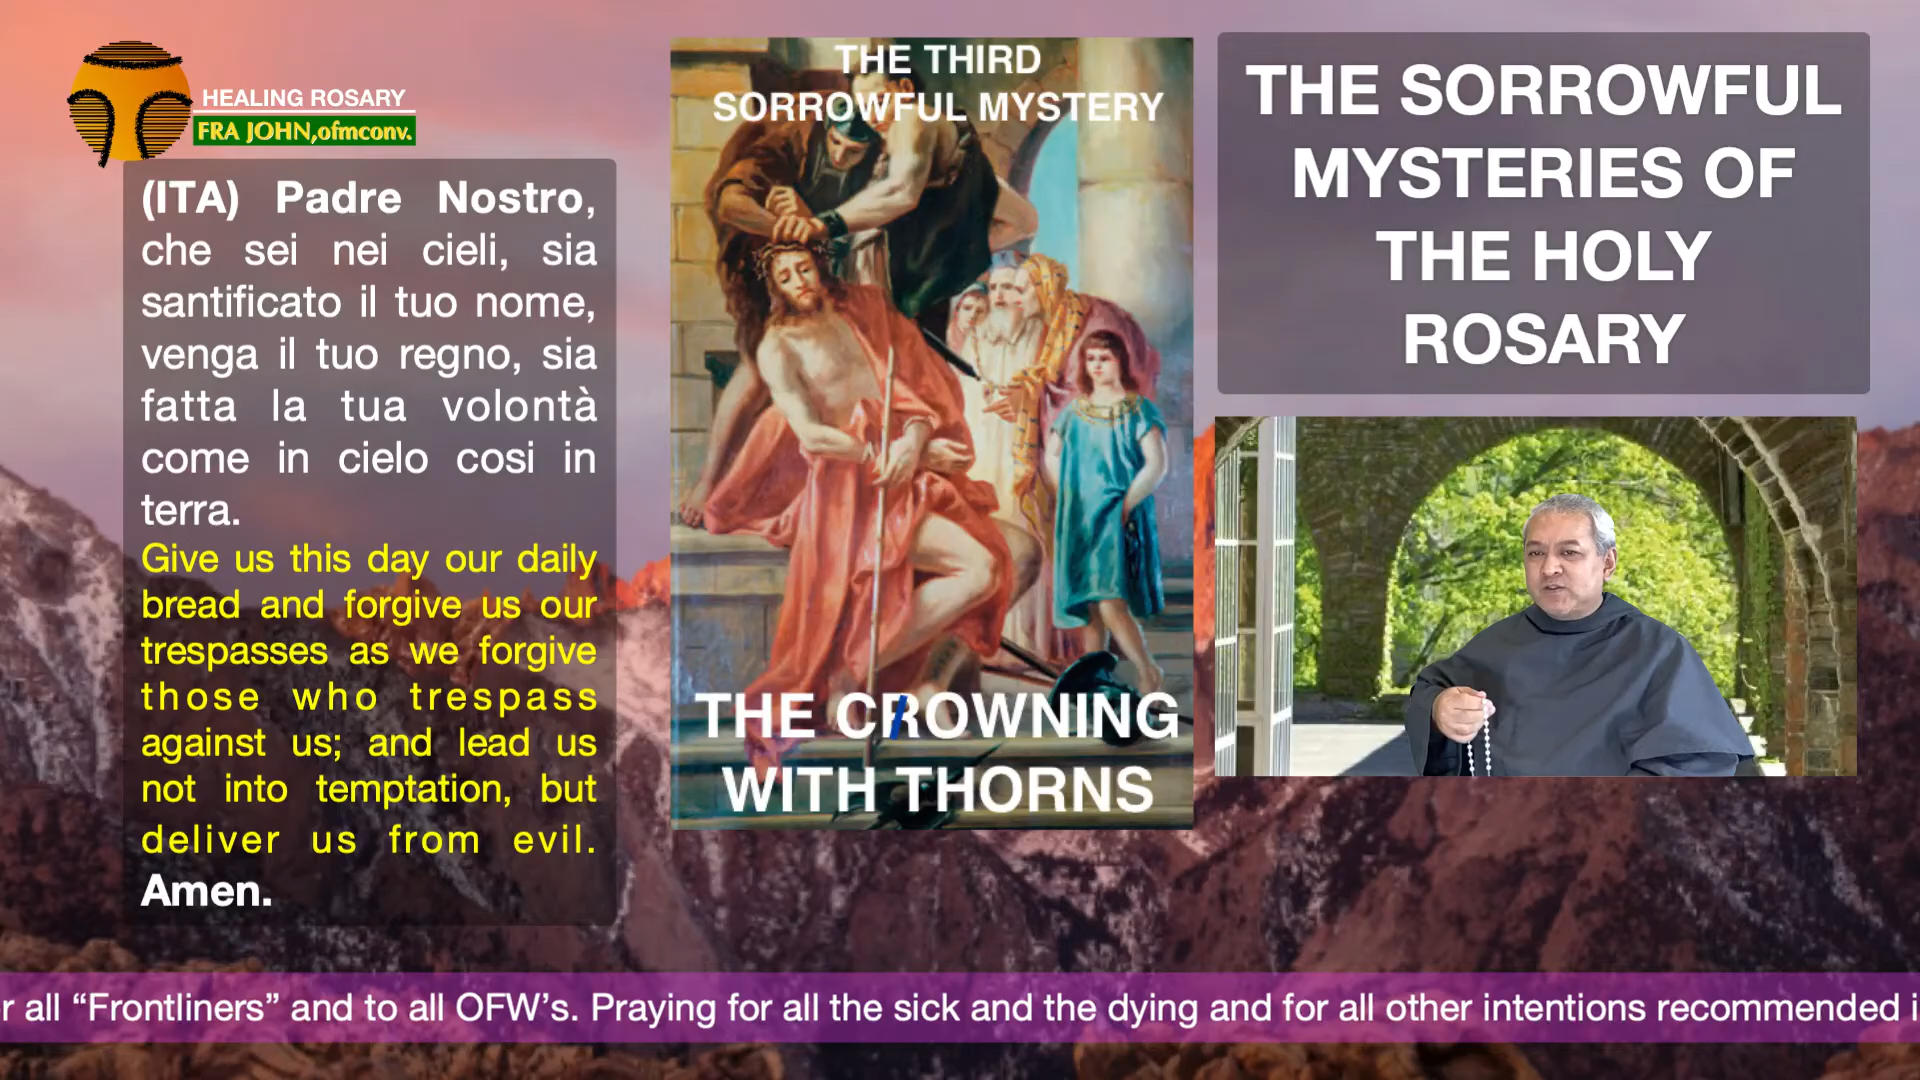 HEALING ROSARY
FRA JOHN,ofmconv.
(ITA) Padre Nostro,
che sei nei cieli, sia
santificato il tuo nome,
venga il tuo regno, sia
fatta la tua volontà
come in cielo cosi in
terra.
Give us this day our daily
bread and forgive us our
trespasses as we forgive
those who trespass
against us; and lead us
not into temptation, but
deliver us from evil.
Amen.
THE THIRD
SORROWFUL MYSTERY
THE CROWNING
WITH THORNS
THE SORROWFUL
MYSTERIES OF
THE HOLY
ROSARY
r all “Frontliners” and to all OFW’s. Praying for all the sick and the dying and for all other intentions recommended i